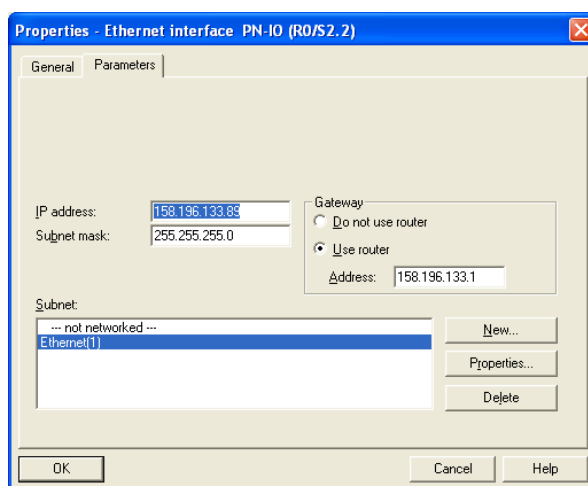 Properties - Ethernet interface PN-IO (R0/S2.2)
General Parameters
Gateway
IP address: 158.196.133.89
Do not use router
Subnet mask: 255.255.255.0
Use router
Address: 158.196.133.1
Subnet:
--- not networked ---
Ethernet(1)
New...
Properties...
Delete
OK Cancel Help